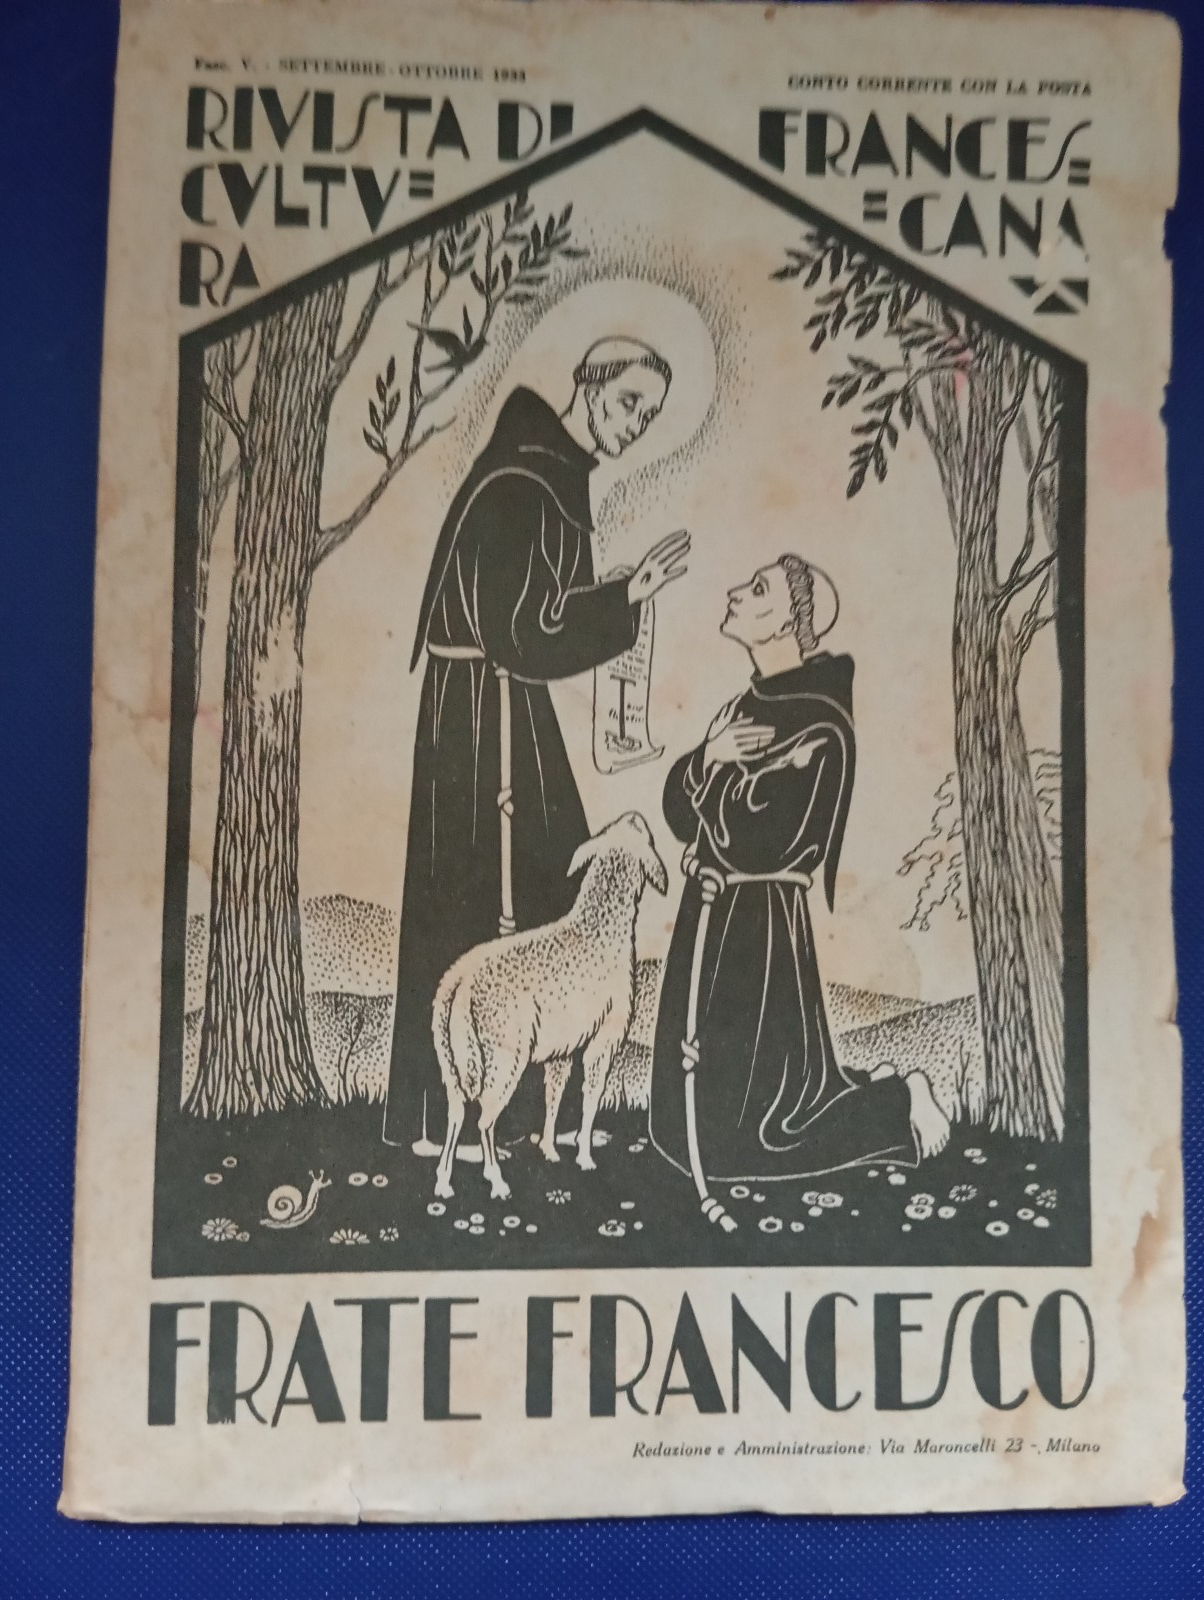 Fasc. V. - SETTEMBRE - OTTOBRE 1933
CONTO CORRENTE CON LA POSTA
RIVISTA DI
CVLTV=
RA
FRANCES=
=CANA
FRATE FRANCESCO
Redazione e Amministrazione: Via Maroncelli 23 - Milano